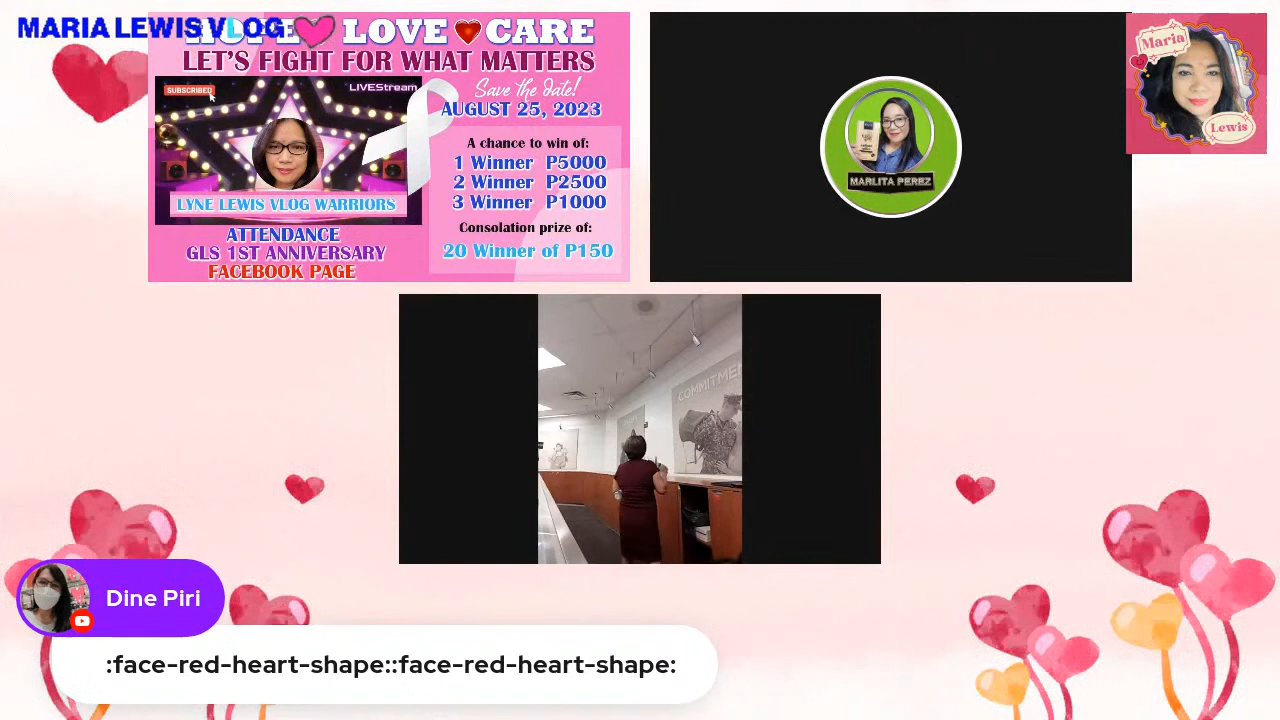 MARIA LEWIS VLOG
HOPE LOVE CARE
LET'S FIGHT FOR WHAT MATTERS
SUBSCRIBED
LIVEStream
LYNE LEWIS VLOG WARRIORS
ATTENDANCE
GLS 1ST ANNIVERSARY
FACEBOOK PAGE
Save the date!
AUGUST 25, 2023
A chance to win of:
1 Winner P5000
2 Winner P2500
3 Winner P1000
Consolation prize of:
20 Winner of P150
MARLITA PEREZ
Maria
Lewis
COMMITMEN
Dine Piri
:face-red-heart-shape::face-red-heart-shape: